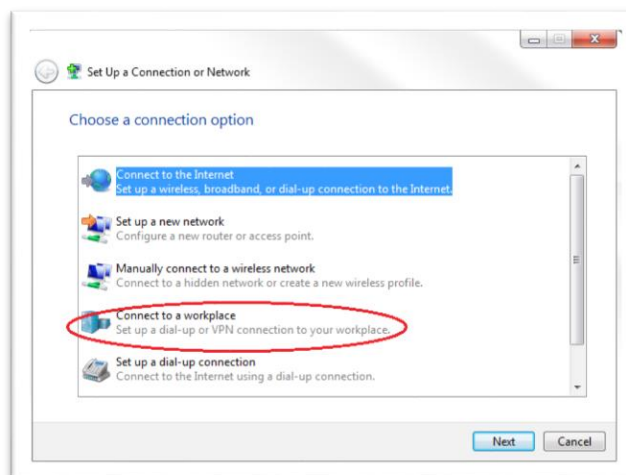 Set Up a Connection or Network
Choose a connection option
Connect to the Internet
Set up a wireless, broadband, or dial-up connection to the Internet.
Set up a new network
Configure a new router or access point.
Manually connect to a wireless network
Connect to a hidden network or create a new wireless profile.
Connect to a workplace
Set up a dial-up or VPN connection to your workplace.
Set up a dial-up connection
Connect to the Internet using a dial-up connection.
Next Cancel